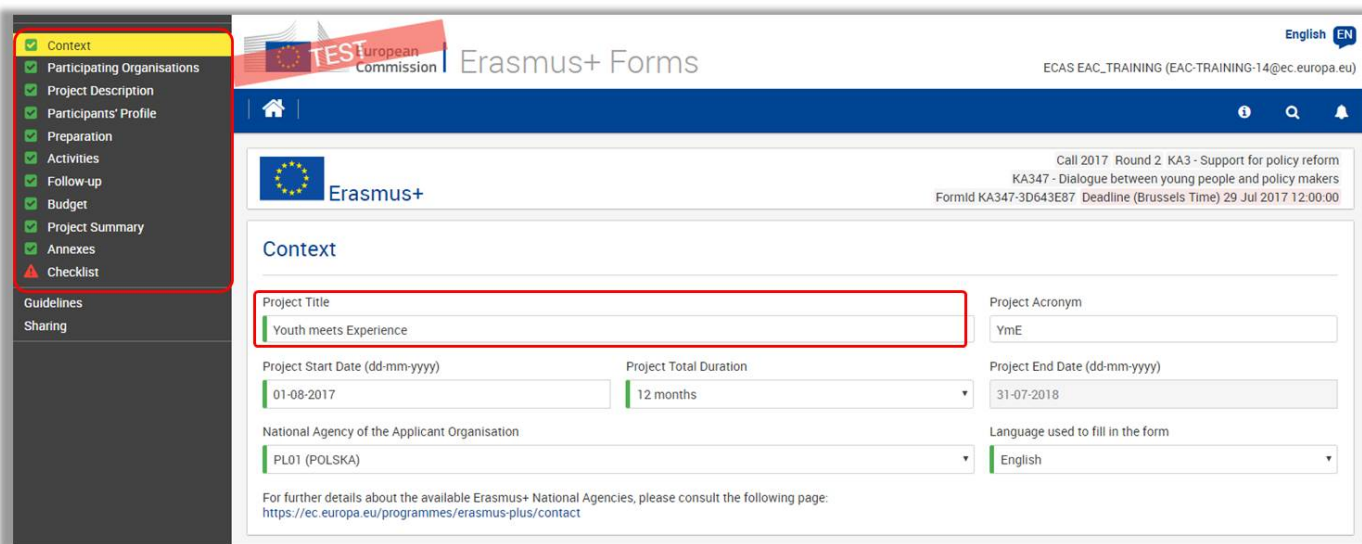 Context
Participating Organisations
Project Description
Participants' Profile
Preparation
Activities
Follow-up
Budget
Project Summary
Annexes
Checklist
Guidelines
Sharing
TEST
European
Commission
Erasmus+ Forms
English EN
ECAS EAC_TRAINING (EAC-TRAINING-14@ec.europa.eu)
Erasmus+
Call 2017 Round 2 KA3 - Support for policy reform
KA347 - Dialogue between young people and policy makers
FormId KA347-3D643E87 Deadline (Brussels Time) 29 Jul 2017 12:00:00
Context
Project Title
Youth meets Experience
Project Acronym
YmE
Project Start Date (dd-mm-yyyy)
01-08-2017
Project Total Duration
12 months
Project End Date (dd-mm-yyyy)
31-07-2018
National Agency of the Applicant Organisation
PL01 (POLSKA)
Language used to fill in the form
English
For further details about the available Erasmus+ National Agencies, please consult the following page:
https://ec.europa.eu/programmes/erasmus-plus/contact